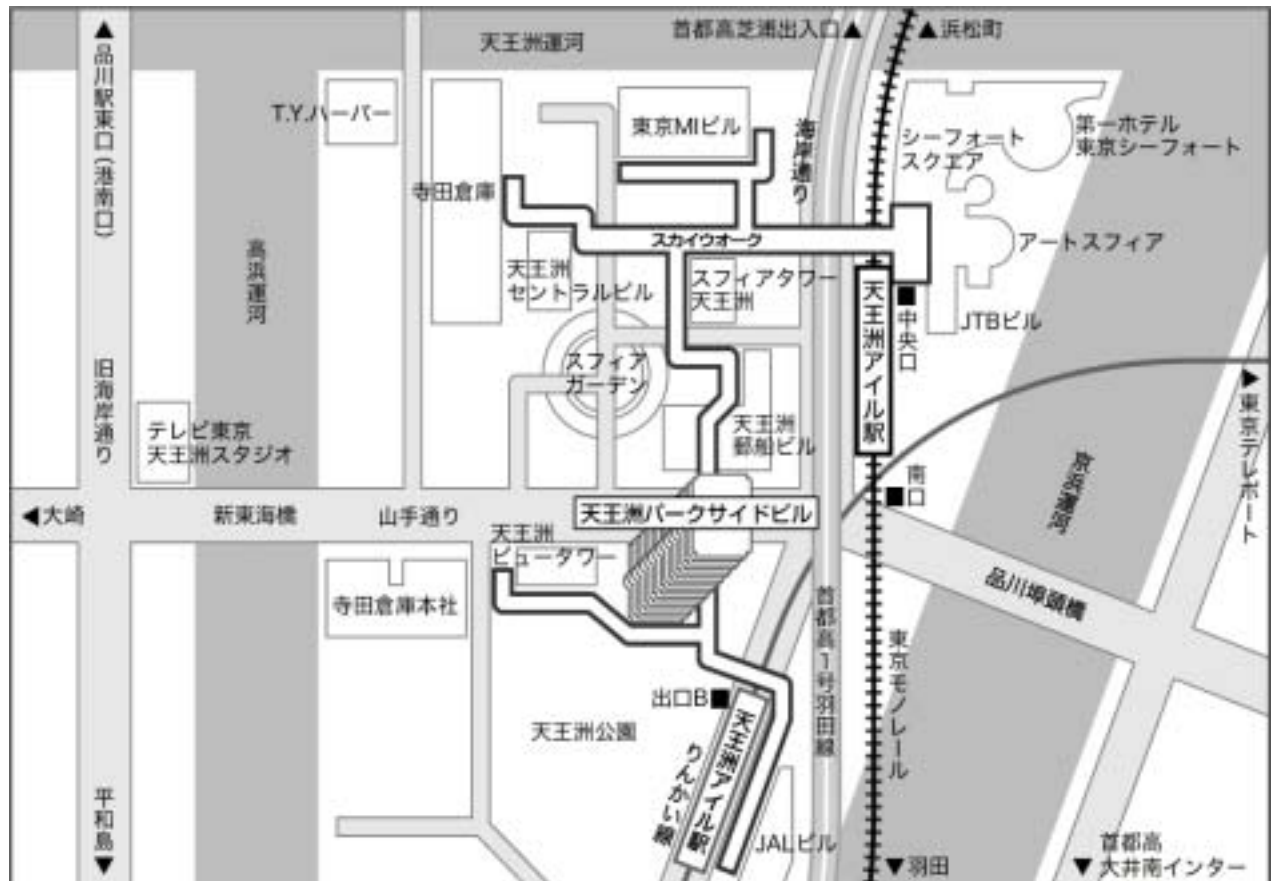 首都高芝浦出入口▲
▲浜松町
天王洲運河
▲品川駅東口(港南口)
T.Y.ハーバー
東京MIビル
海岸通り
シーフォート
スクエア
第一ホテル
東京シーフォート
寺田倉庫
スカイウオーク
アートスフィア
高浜運河
天王洲
セントラルビル
スフィアタワー
天王洲
天王洲アイル駅
■中央口
JTBビル
旧海岸通り
スフィア
ガーデン
▶東京テレポート
テレビ東京
天王洲スタジオ
天王洲
郵船ビル
京浜運河
南口■
◀大崎
新東海橋
山手通り
天王洲パークサイドビル
天王洲
ビュータワー
品川埠頭橋
寺田倉庫本社
首都高1号羽田線
東京モノレール
出口B■
天王洲公園
天王洲アイル駅
りんかい線
平和島▼
JALビル
▼羽田
首都高
▼大井南インター